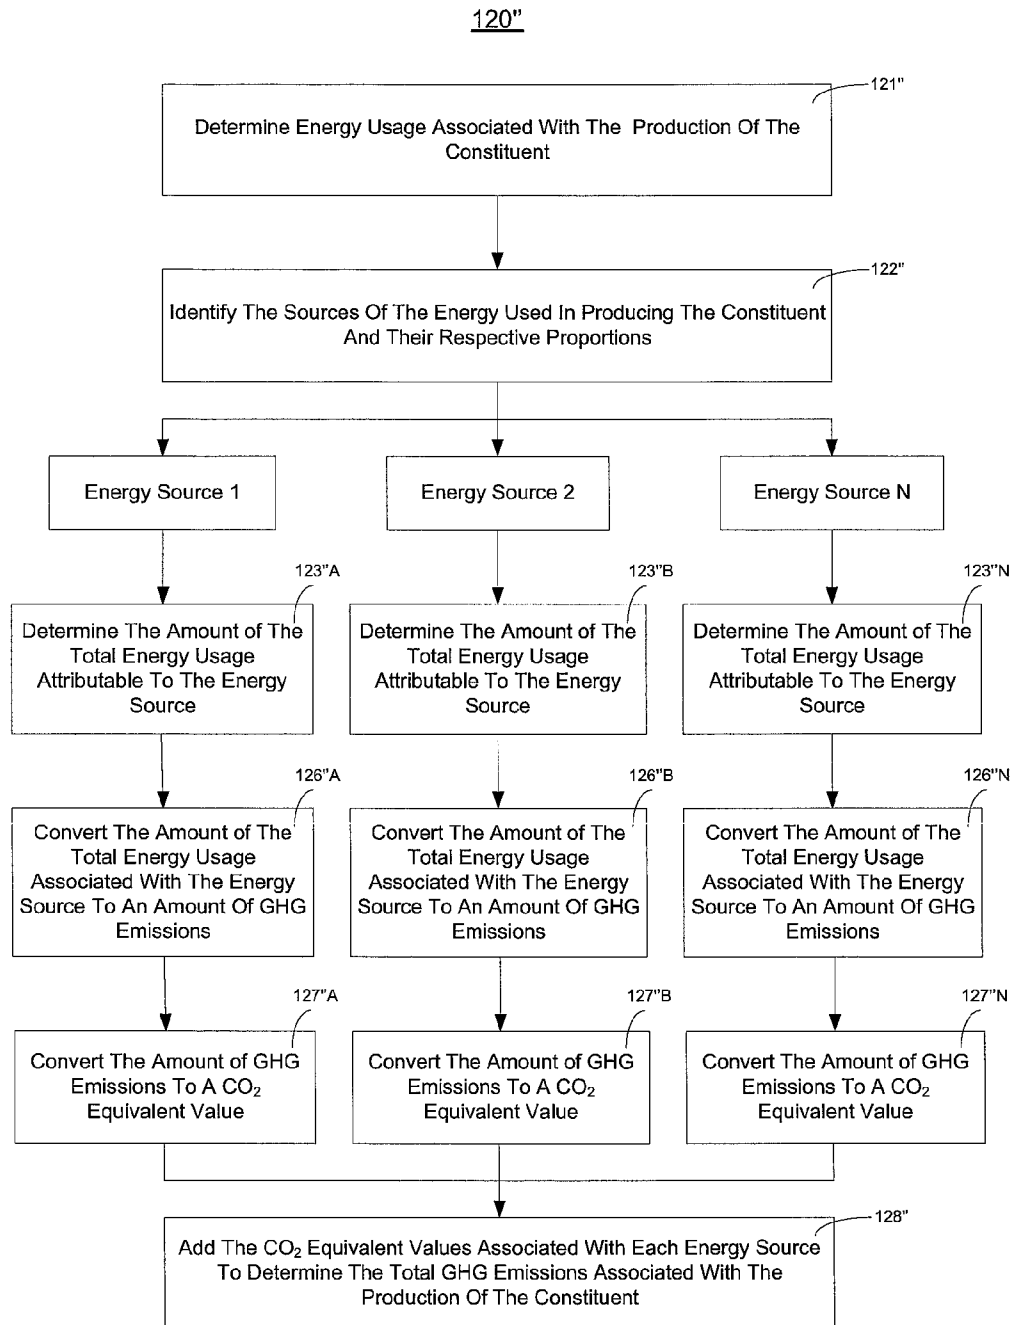 120"
121"
Determine Energy Usage Associated With The Production Of The
Constituent
122"
Identify The Sources Of The Energy Used In Producing The Constituent
And Their Respective Proportions
Energy Source 1
Energy Source 2
Energy Source N
123"A
Determine The Amount of The
Total Energy Usage
Attributable To The Energy
Source
123"B
Determine The Amount of The
Total Energy Usage
Attributable To The Energy
Source
123"N
Determine The Amount of The
Total Energy Usage
Attributable To The Energy
Source
126"A
Convert The Amount of The
Total Energy Usage
Associated With The Energy
Source To An Amount Of GHG
Emissions
126"B
Convert The Amount of The
Total Energy Usage
Associated With The Energy
Source To An Amount Of GHG
Emissions
126"N
Convert The Amount of The
Total Energy Usage
Associated With The Energy
Source To An Amount Of GHG
Emissions
127"A
Convert The Amount of GHG
Emissions To A CO₂
Equivalent Value
127"B
Convert The Amount of GHG
Emissions To A CO₂
Equivalent Value
127"N
Convert The Amount of GHG
Emissions To A CO₂
Equivalent Value
128"
Add The CO₂ Equivalent Values Associated With Each Energy Source
To Determine The Total GHG Emissions Associated With The
Production Of The Constituent